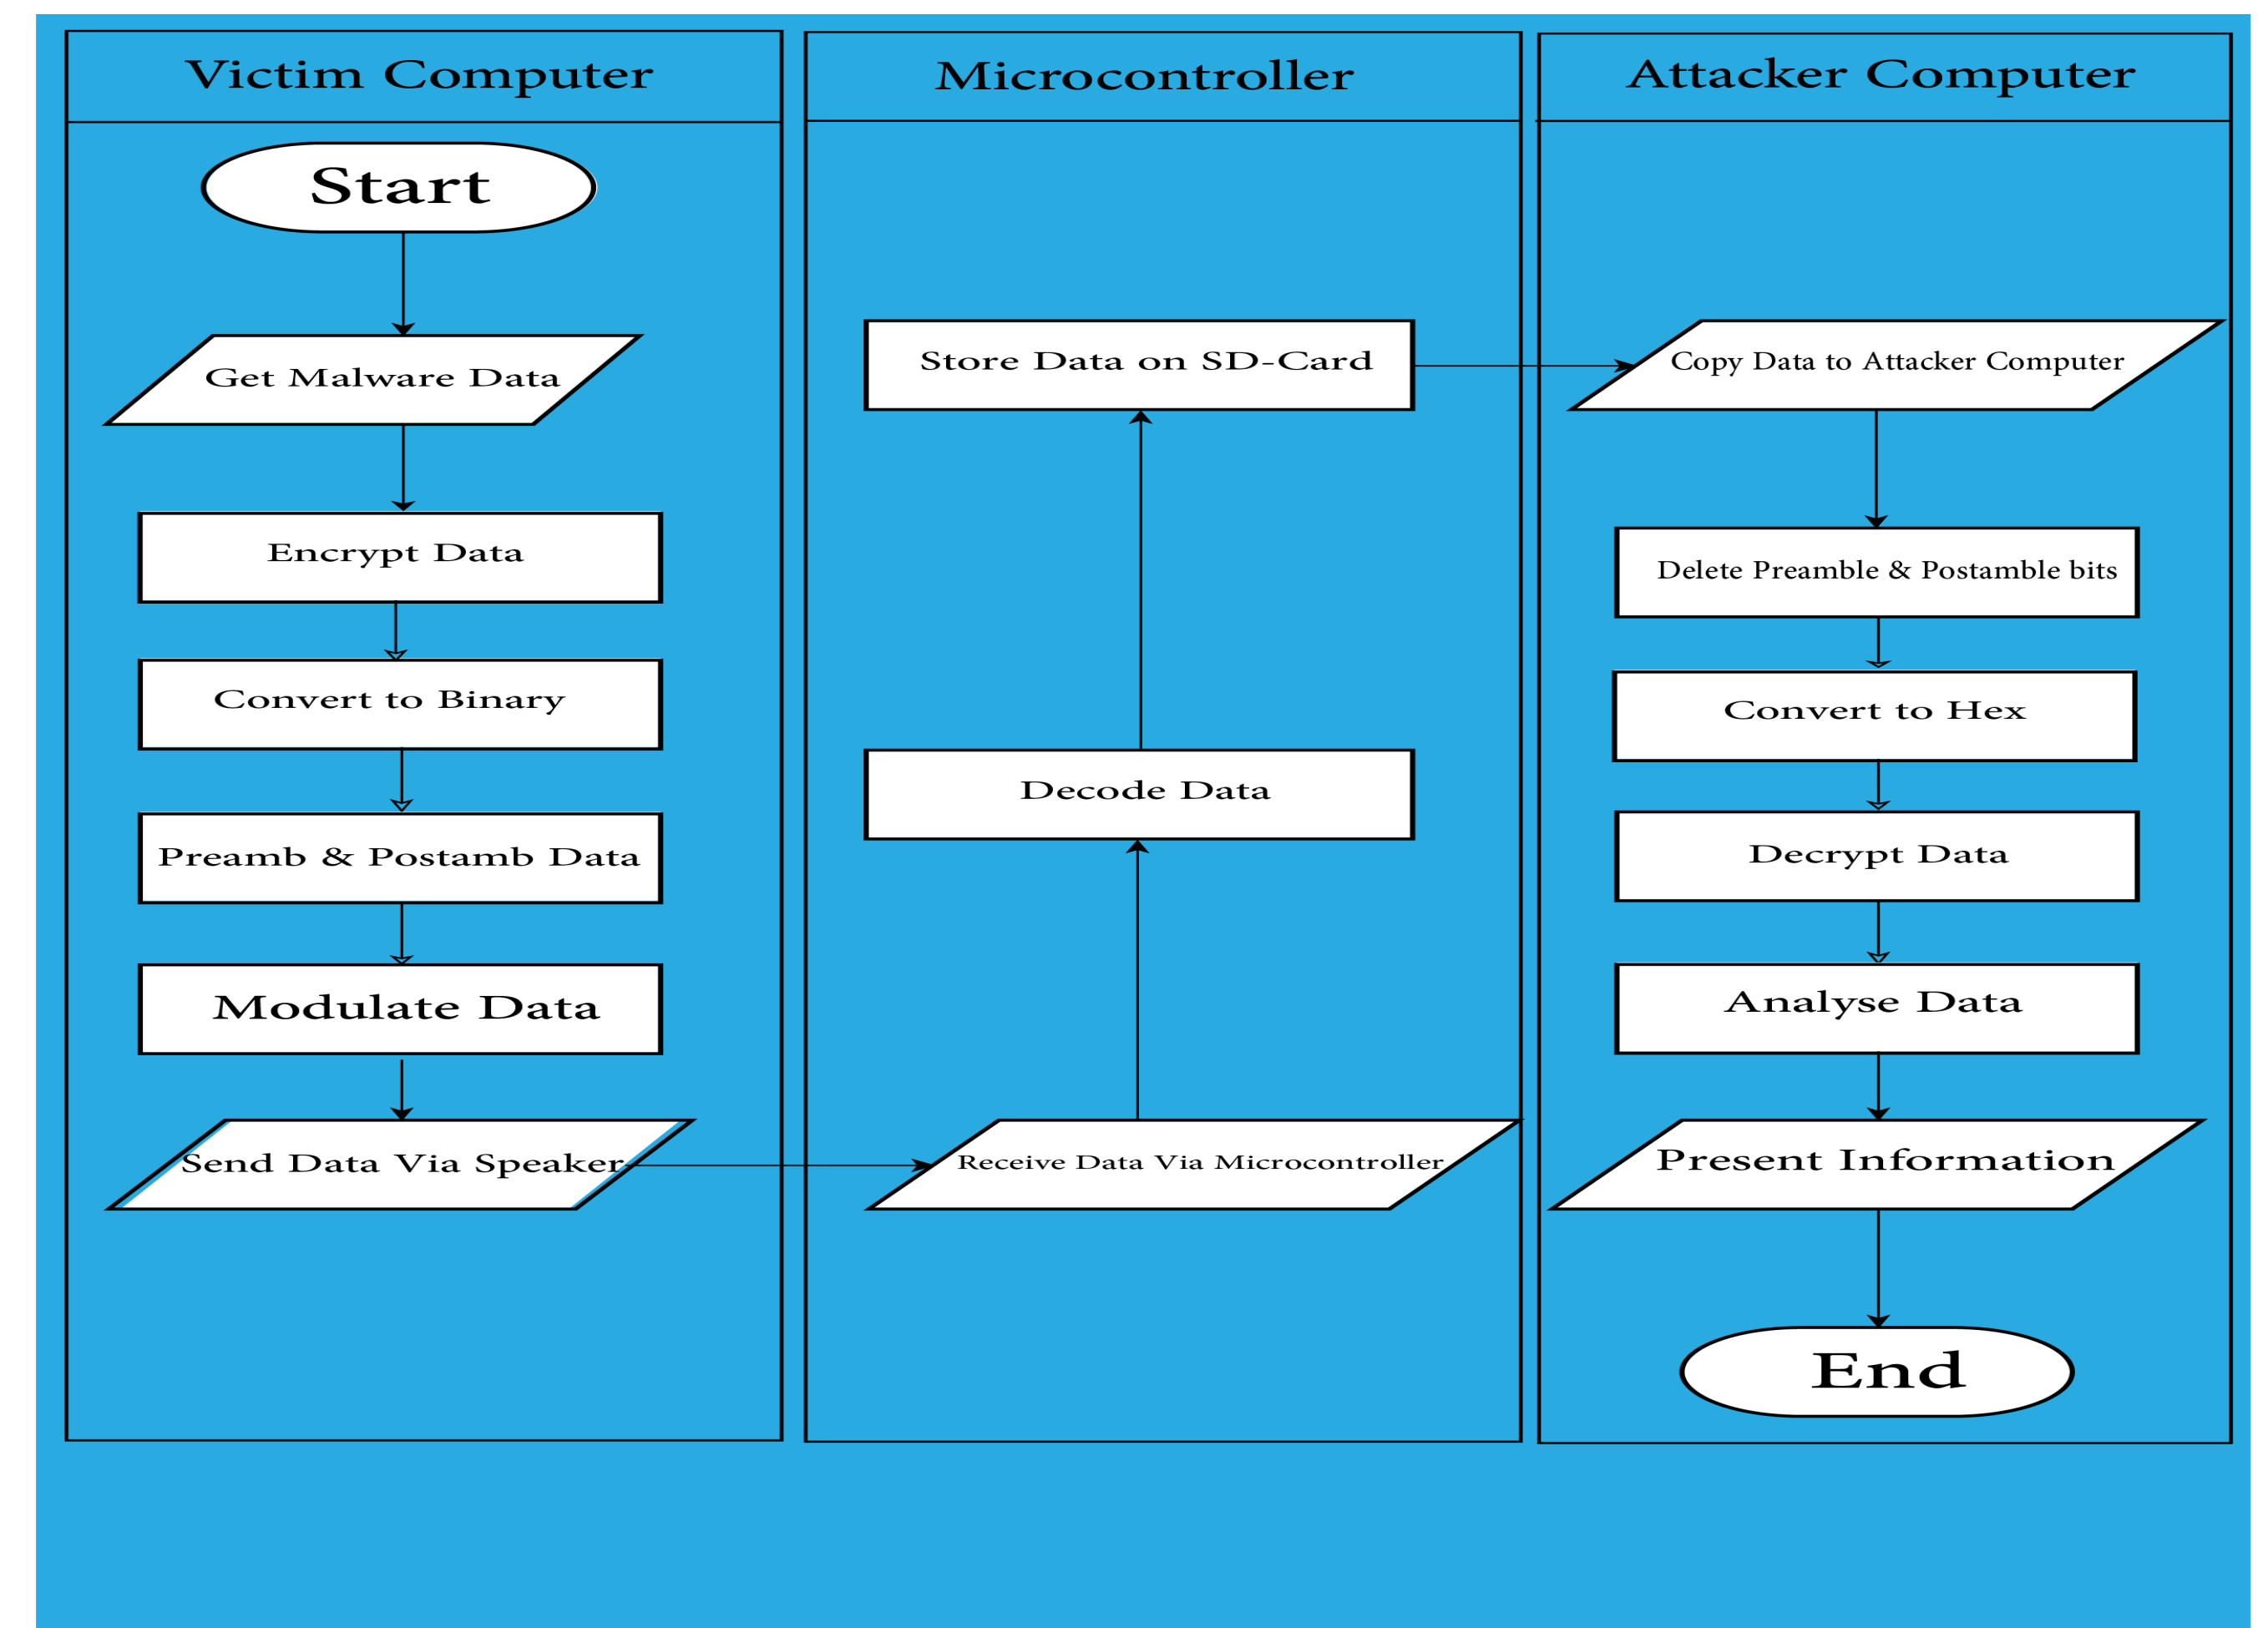 Victim Computer
Start
Get Malware Data
Encrypt Data
Convert to Binary
Preamb & Postamb Data
Modulate Data
Send Data Via Speaker
Microcontroller
Store Data on SD-Card
Decode Data
Receive Data Via Microcontroller
Attacker Computer
Copy Data to Attacker Computer
Delete Preamble & Postamble bits
Convert to Hex
Decrypt Data
Analyse Data
Present Information
End